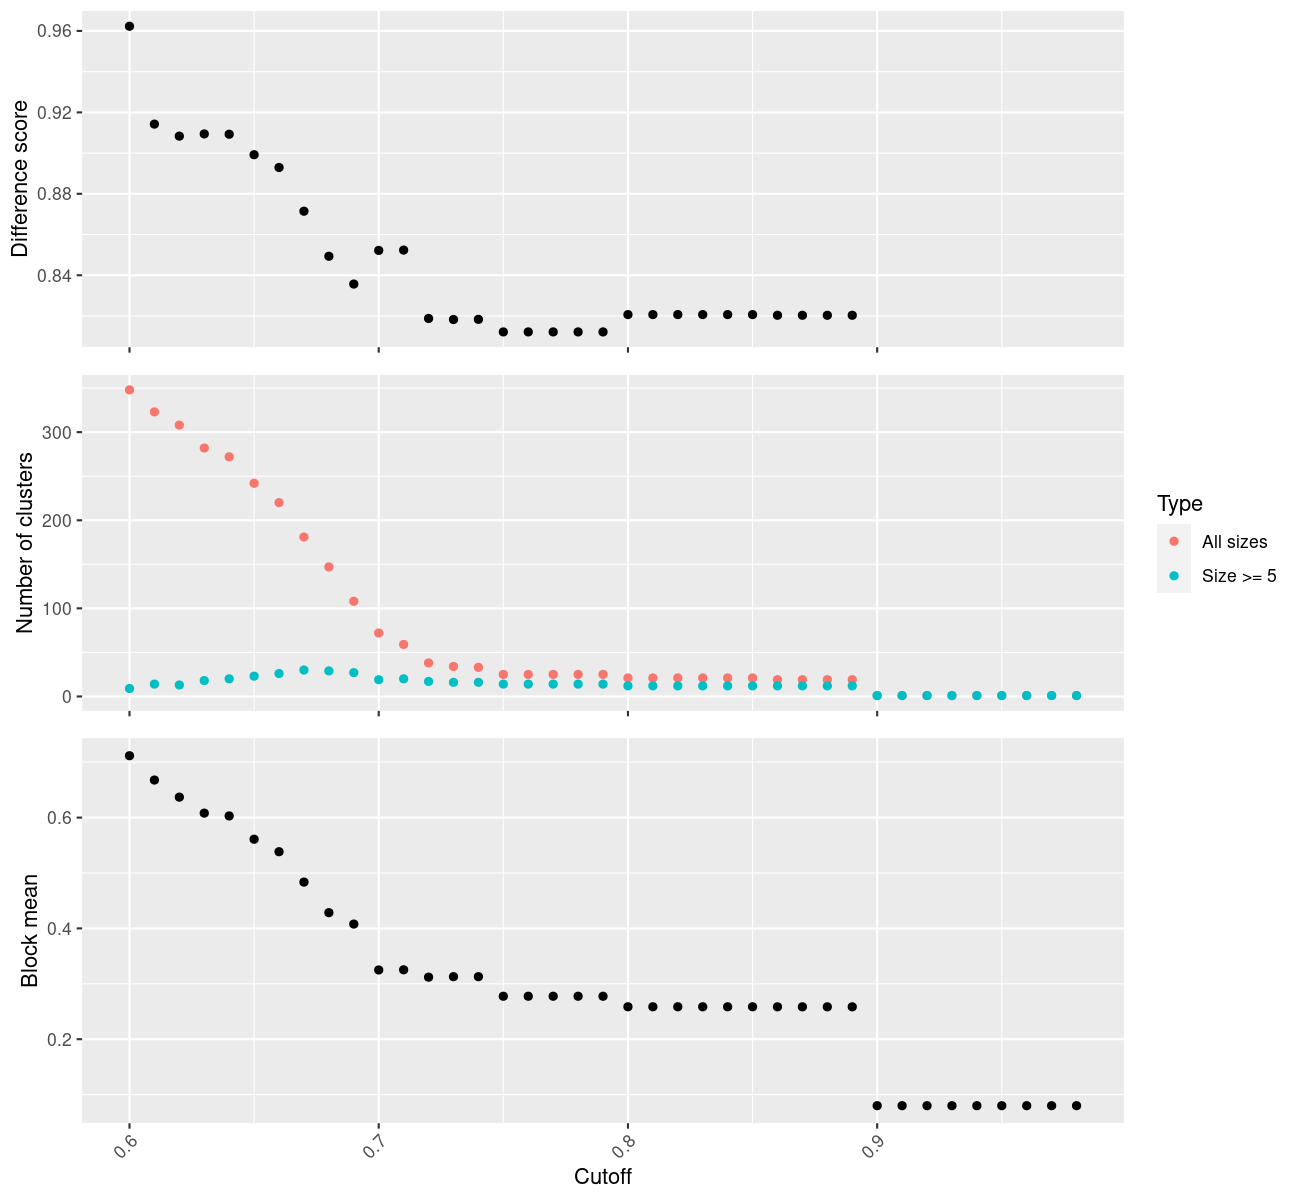 Difference score
0.96
0.92
0.88
0.84
Number of clusters
300
200
100
0
Type
All sizes
Size >= 5
Block mean
0.6
0.4
0.2
0.6
0.7
0.8
0.9
Cutoff